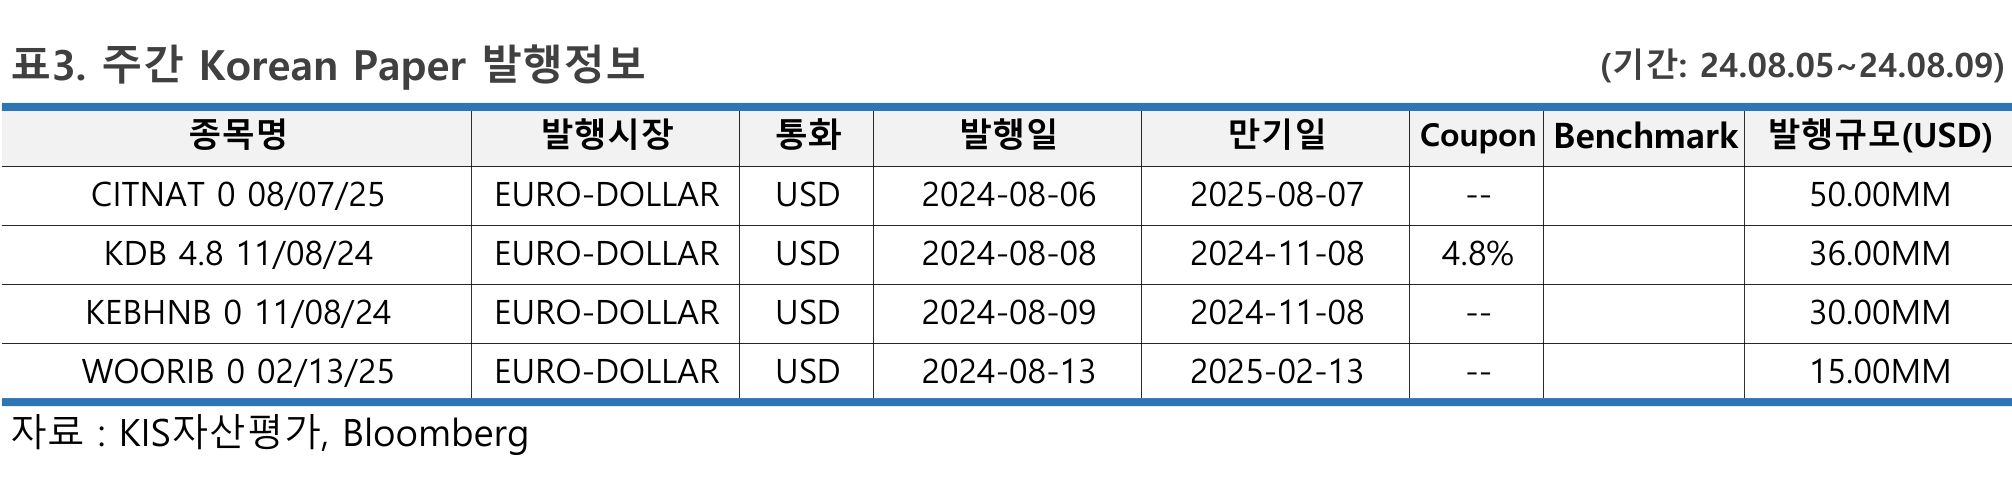 표3. 주간 Korean Paper 발행정보 (기간: 24.08.05~24.08.09)
종목명 발행시장 통화 발행일 만기일 Coupon Benchmark 발행규모(USD)
CITNAT 0 08/07/25 EURO-DOLLAR USD 2024-08-06 2025-08-07 -- 50.00MM
KDB 4.8 11/08/24 EURO-DOLLAR USD 2024-08-08 2024-11-08 4.8% 36.00MM
KEBHNB 0 11/08/24 EURO-DOLLAR USD 2024-08-09 2024-11-08 -- 30.00MM
WOORIB 0 02/13/25 EURO-DOLLAR USD 2024-08-13 2025-02-13 -- 15.00MM
자료 : KIS자산평가, Bloomberg